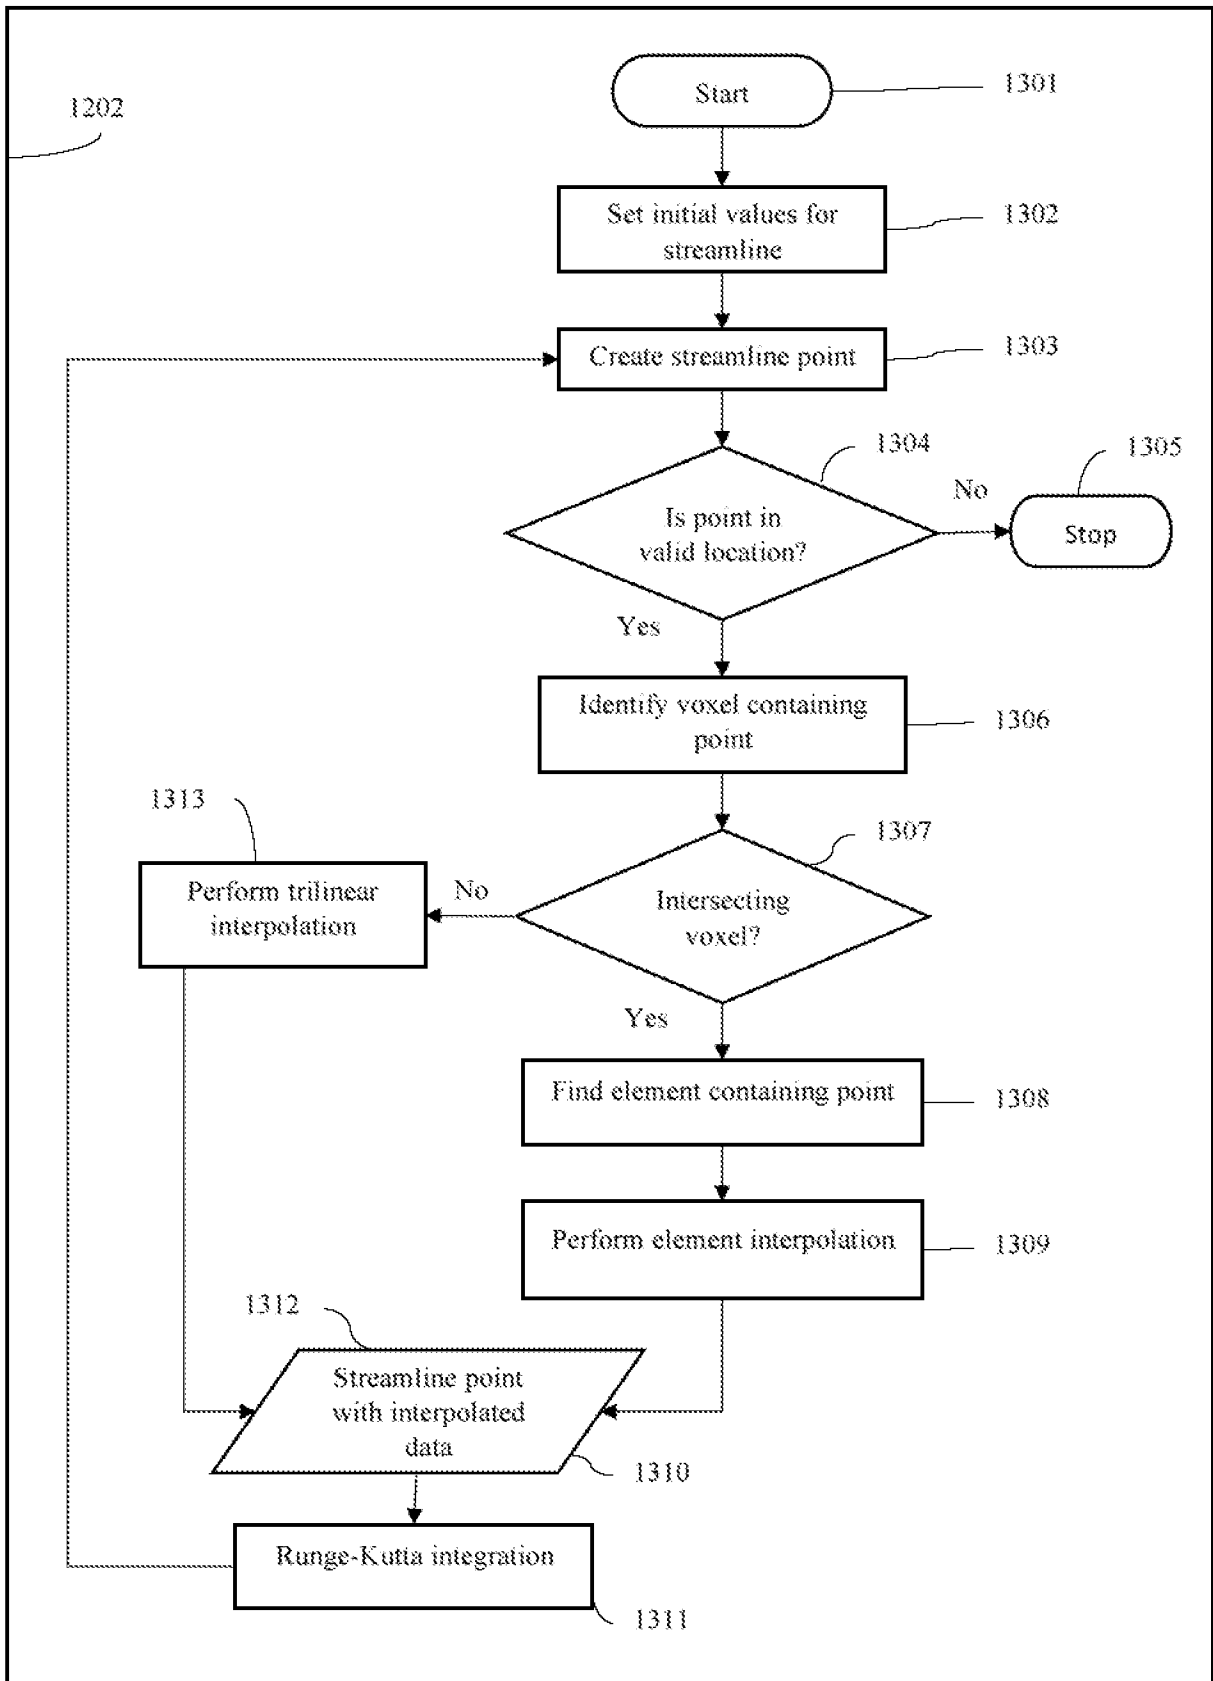 1202
Start
1301
Set initial values for
streamline
1302
Create streamline point
1303
1304
Is point in
valid location?
No
1305
Stop
Yes
Identify voxel containing
point
1306
1307
Intersecting
voxel?
No
1313
Perform trilinear
interpolation
Yes
Find element containing point
1308
Perform element interpolation
1309
1312
Streamline point
with interpolated
data
1310
Runge-Kutta integration
1311